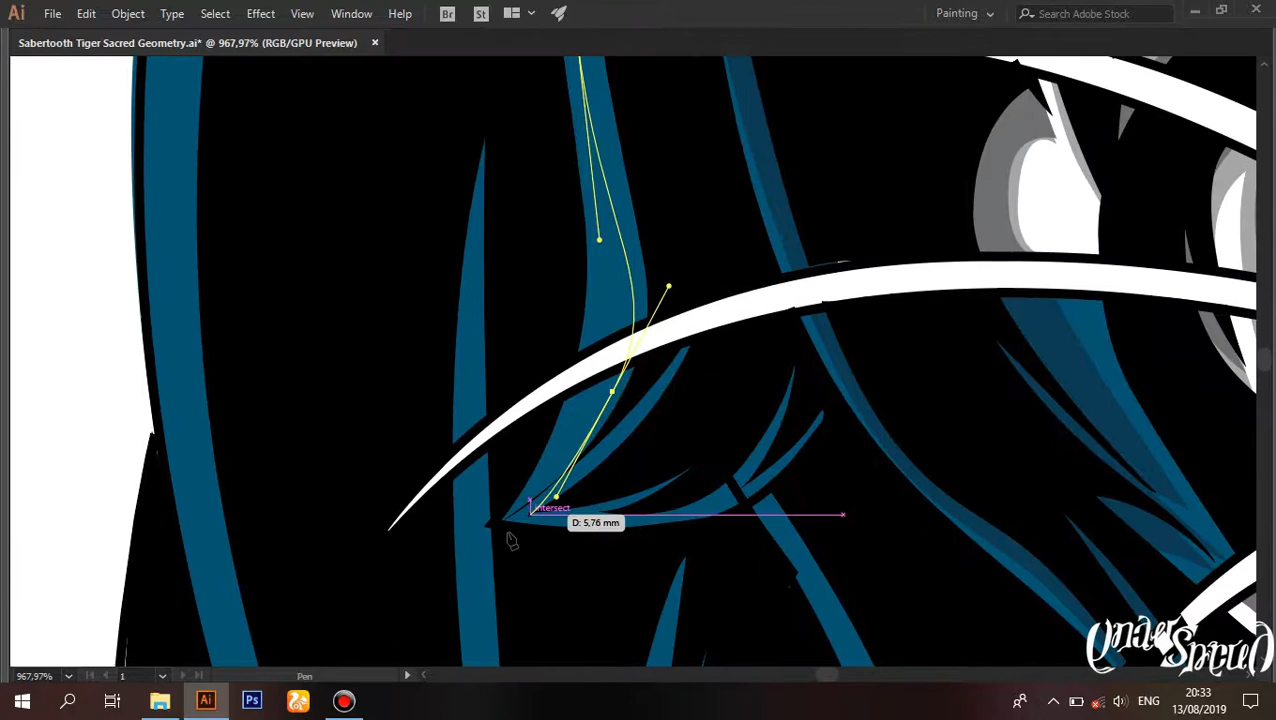 Ai File Edit Object Type Select Effect View Window Help Br St Painting Search Adobe Stock
Sabertooth Tiger Sacred Geometry.ai* @ 967,97% (RGB/GPU Preview)
intersect
D: 5,76 mm
967,97% 1 Pen
Ai Ps ENG 20:33
13/08/2019